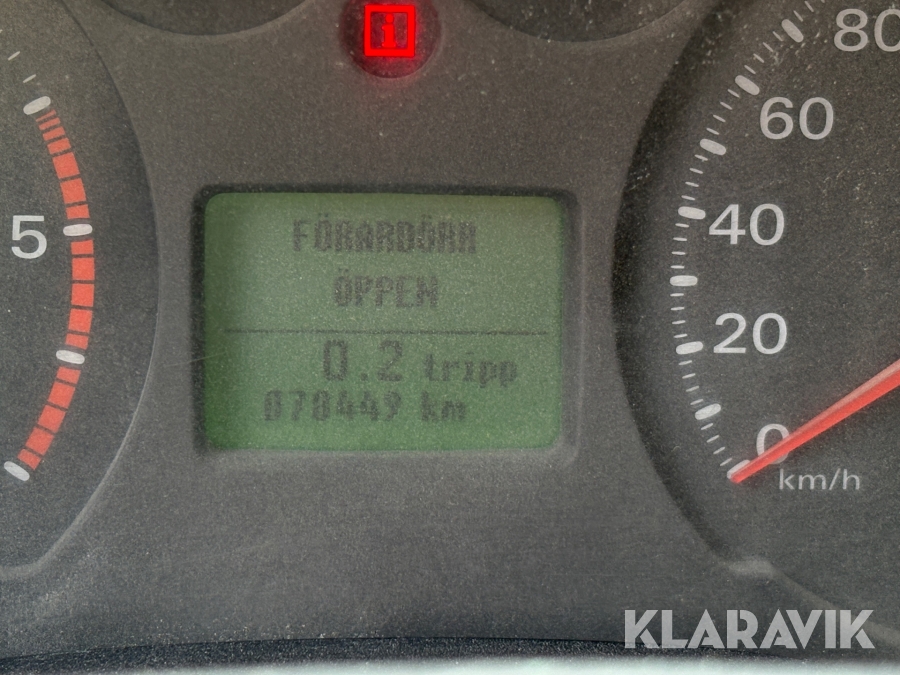 i
80
60
5
40
20
0
km/h
FÖRARDÖRR
ÖPPEN
0.2 tripp
078449 km
KLARAVIK